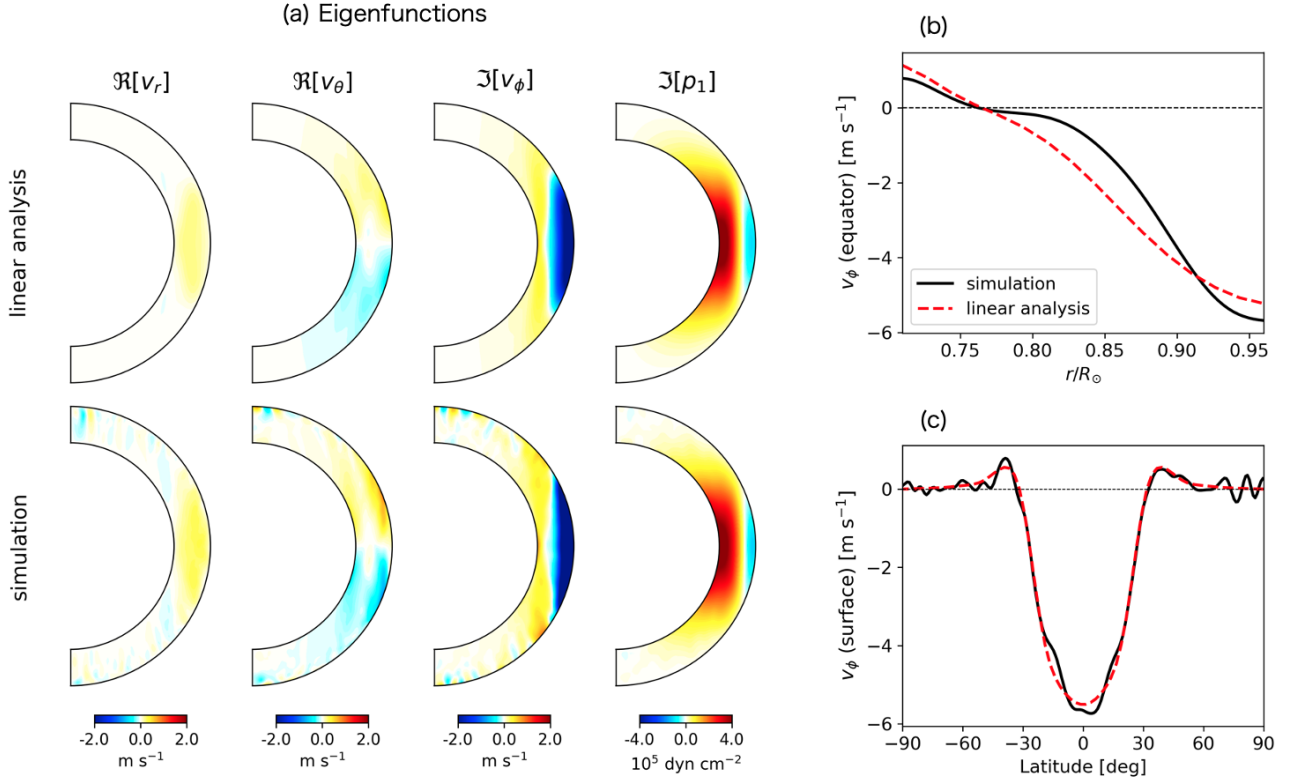 (a) Eigenfunctions
ℜ[v_r] ℜ[v_θ] ℑ[v_ϕ] ℑ[p_1]
linear analysis
simulation
-2.0 0.0 2.0
m s⁻¹
-2.0 0.0 2.0
m s⁻¹
-2.0 0.0 2.0
m s⁻¹
-4.0 0.0 4.0
10⁵ dyn cm⁻²
(b)
v_ϕ (equator) [m s⁻¹]
0
−2
−4
−6
simulation
linear analysis
0.75 0.80 0.85 0.90 0.95
r/R_⊙
(c)
v_ϕ (surface) [m s⁻¹]
0
−2
−4
−6
−90 −60 −30 0 30 60 90
Latitude [deg]